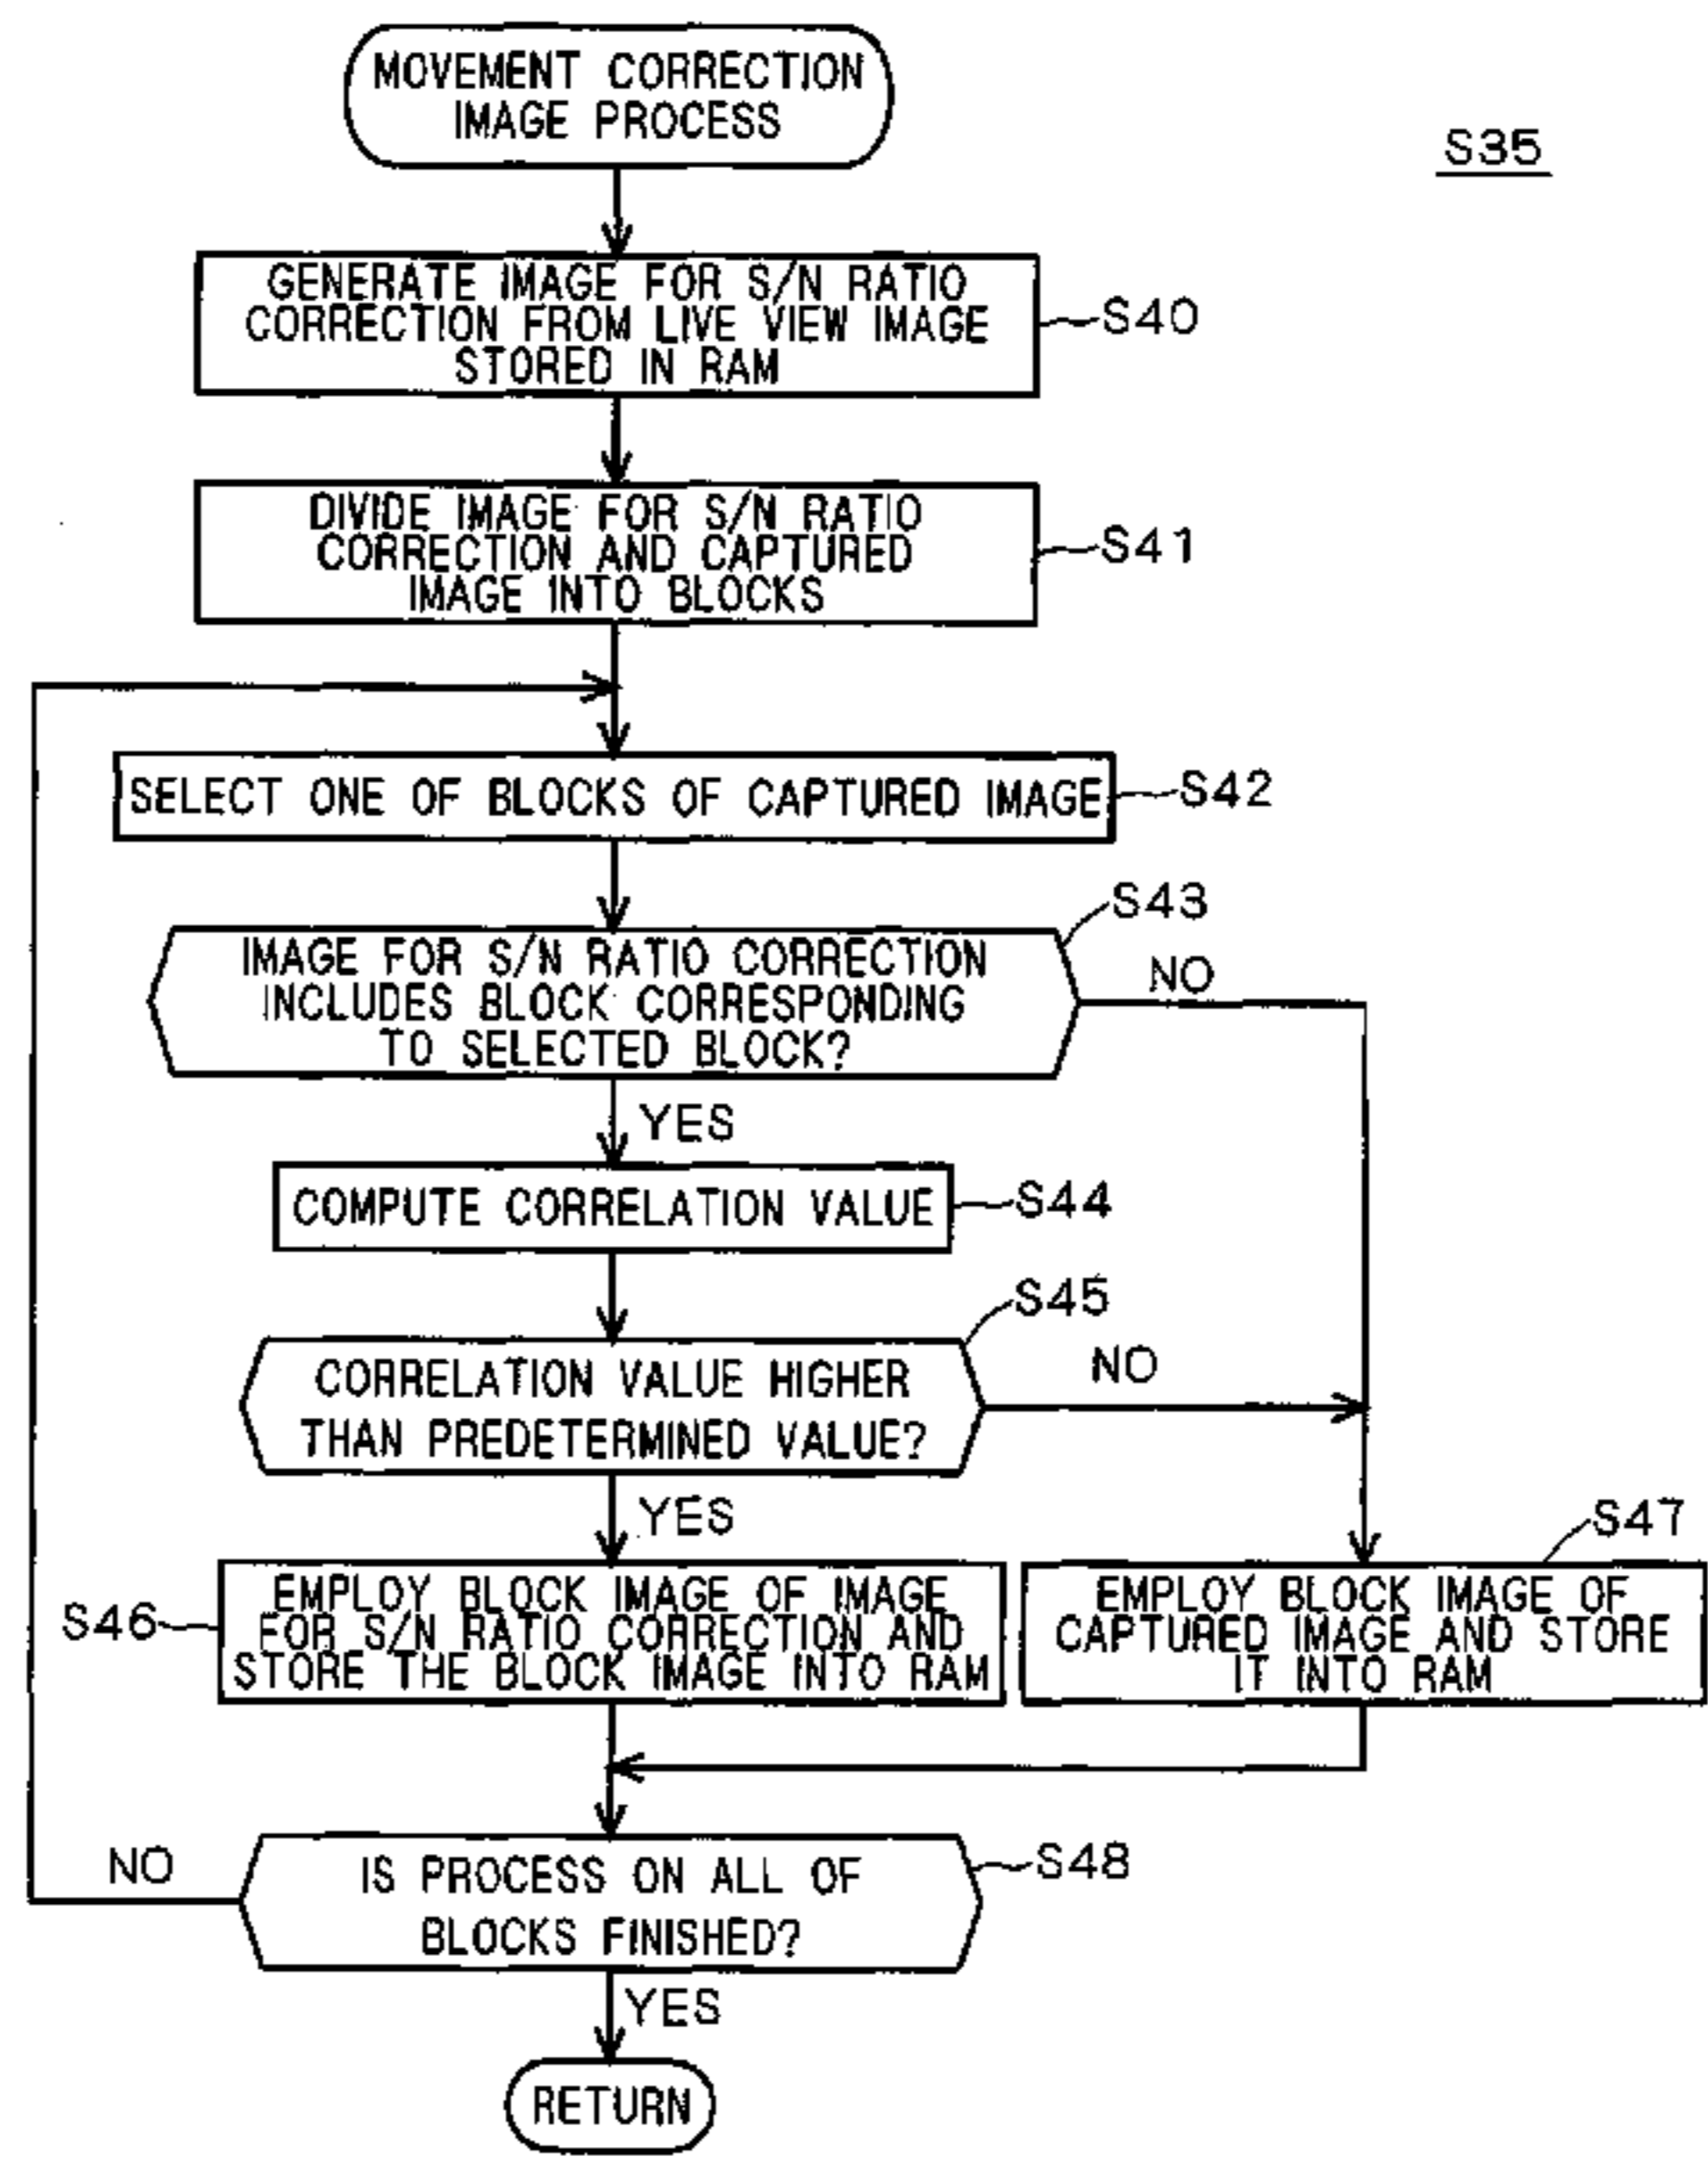 MOVEMENT CORRECTION
IMAGE PROCESS
S35
GENERATE IMAGE FOR S/N RATIO
CORRECTION FROM LIVE VIEW IMAGE
STORED IN RAM
S40
DIVIDE IMAGE FOR S/N RATIO
CORRECTION AND CAPTURED
IMAGE INTO BLOCKS
S41
SELECT ONE OF BLOCKS OF CAPTURED IMAGE
S42
S43
IMAGE FOR S/N RATIO CORRECTION
INCLUDES BLOCK CORRESPONDING
TO SELECTED BLOCK?
NO
YES
COMPUTE CORRELATION VALUE
S44
S45
CORRELATION VALUE HIGHER
THAN PREDETERMINED VALUE?
NO
YES
S46
EMPLOY BLOCK IMAGE OF IMAGE
FOR S/N RATIO CORRECTION AND
STORE THE BLOCK IMAGE INTO RAM
S47
EMPLOY BLOCK IMAGE OF
CAPTURED IMAGE AND STORE
IT INTO RAM
NO
IS PROCESS ON ALL OF
BLOCKS FINISHED?
S48
YES
RETURN